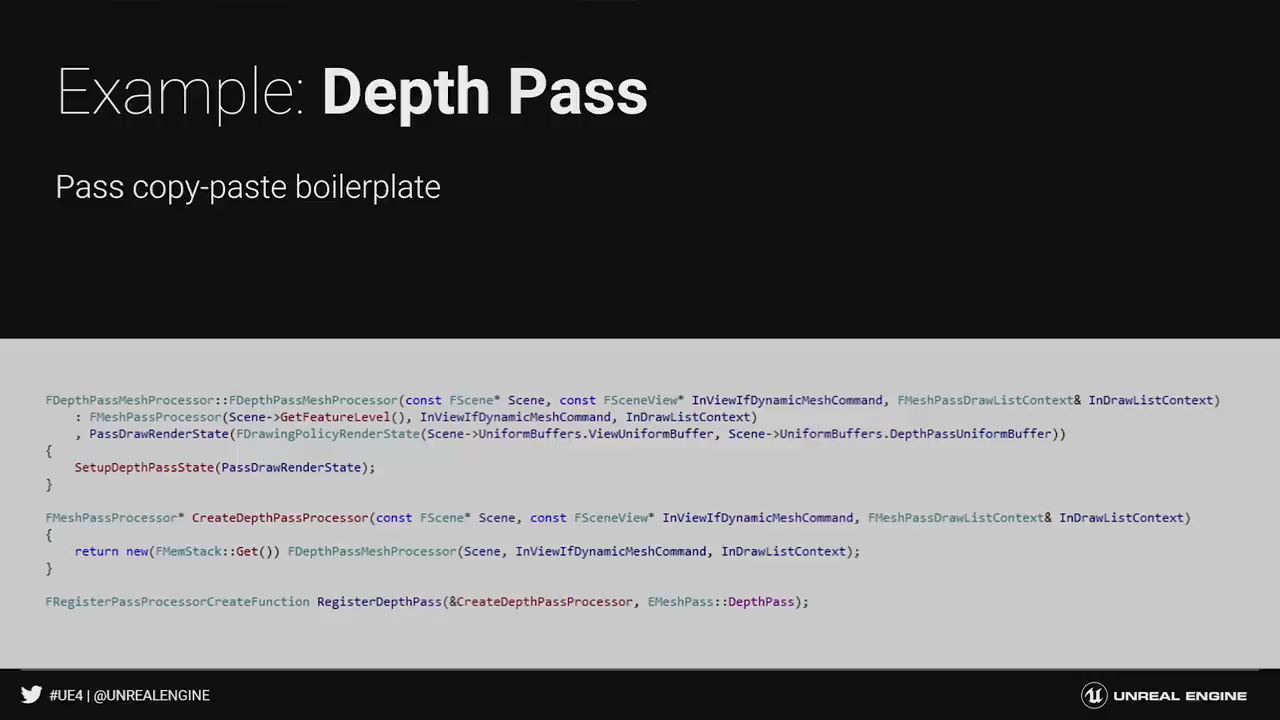 Example: Depth Pass
Pass copy-paste boilerplate
FDepthPassMeshProcessor::FDepthPassMeshProcessor(const FScene* Scene, const FSceneView* InViewIfDynamicMeshCommand, FMeshPassDrawListContext& InDrawListContext)
: FMeshPassProcessor(Scene->GetFeatureLevel(), InViewIfDynamicMeshCommand, InDrawListContext)
, PassDrawRenderState(FDrawingPolicyRenderState(Scene->UniformBuffers.ViewUniformBuffer, Scene->UniformBuffers.DepthPassUniformBuffer))
{
SetupDepthPassState(PassDrawRenderState);
}
FMeshPassProcessor* CreateDepthPassProcessor(const FScene* Scene, const FSceneView* InViewIfDynamicMeshCommand, FMeshPassDrawListContext& InDrawListContext)
{
return new(FMemStack::Get()) FDepthPassMeshProcessor(Scene, InViewIfDynamicMeshCommand, InDrawListContext);
}
FRegisterPassProcessorCreateFunction RegisterDepthPass(&CreateDepthPassProcessor, EMeshPass::DepthPass);
#UE4 | @UNREALENGINE
UNREAL ENGINE